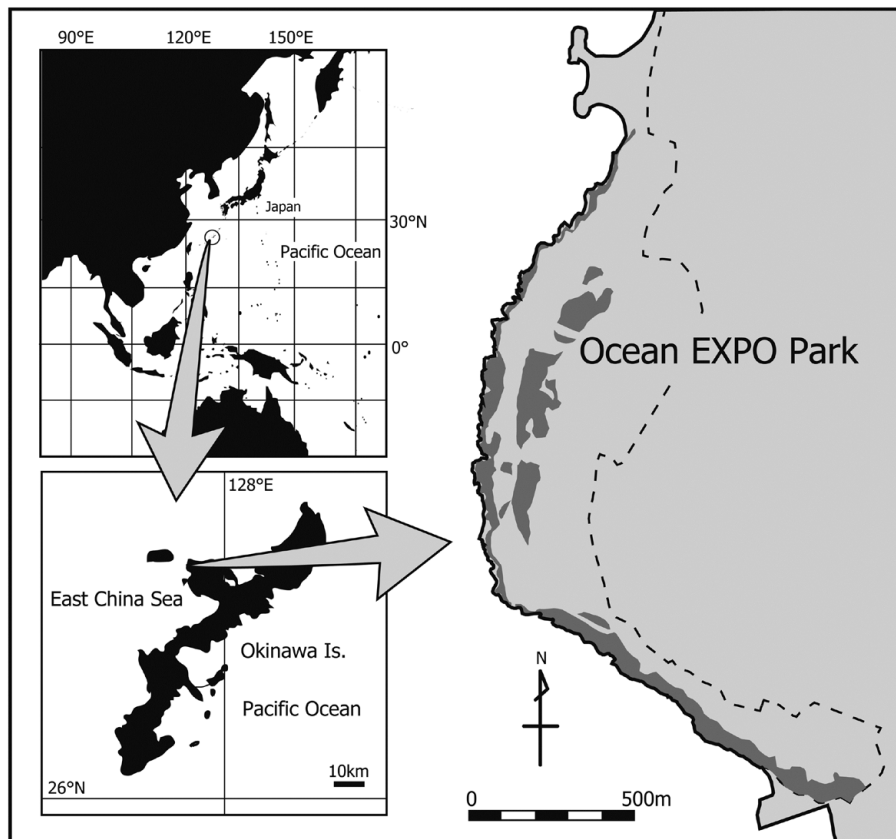 90°E 120°E 150°E
Japan
30°N
Pacific Ocean
0°
128°E
East China Sea
Okinawa Is.
Pacific Ocean
10km
26°N
Ocean EXPO Park
N
0 500m